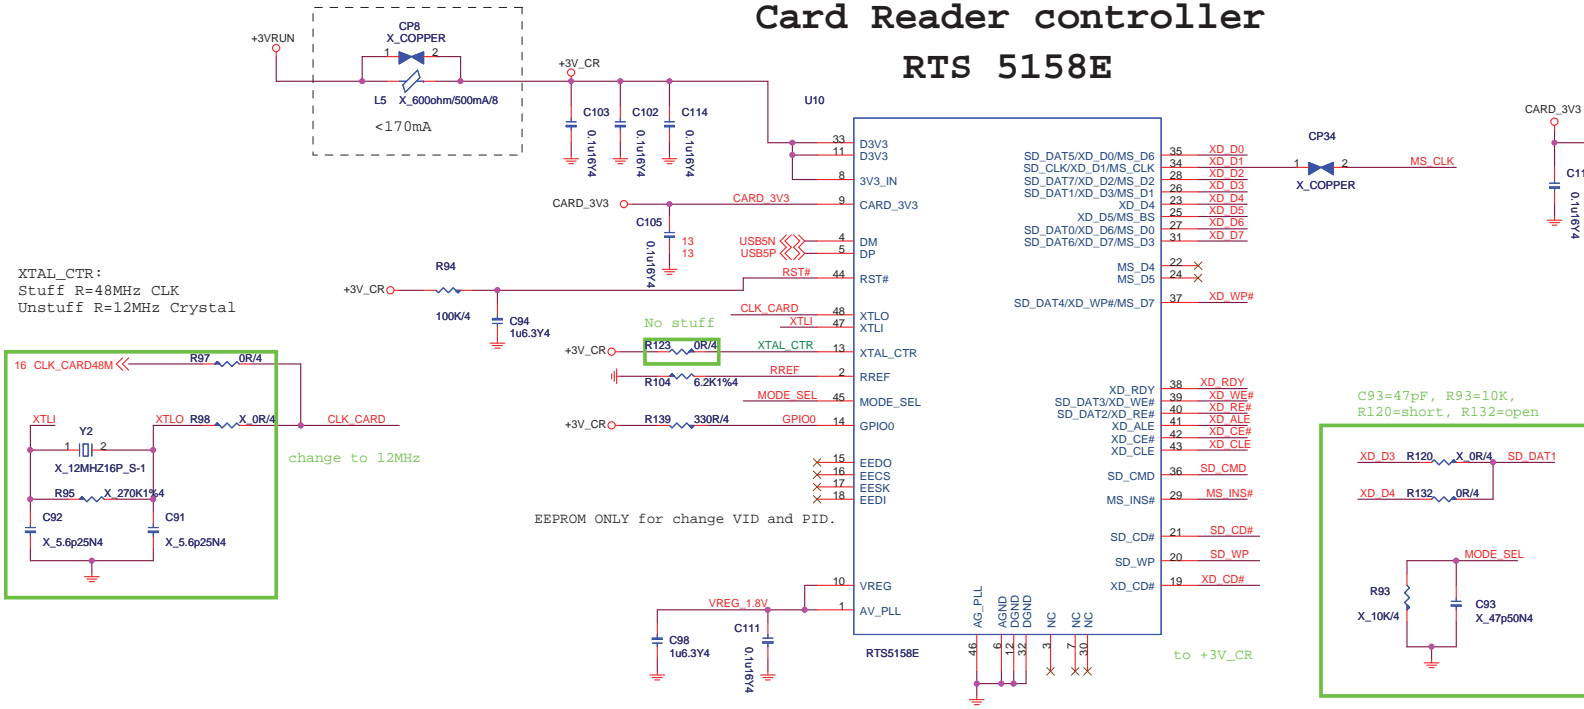 Card Reader controller
RTS 5158E
+3VRUN
CP8
X_COPPER
1 2
L5 X_600ohm/500mA/8
<170mA
+3V_CR
C103 C102 C114
0.1u16Y4 0.1u16Y4 0.1u16Y4
CARD_3V3 CARD_3V3
C105
0.1u16Y4
13 USB5N
13 USB5P
XTAL_CTR:
Stuff R=48MHz CLK
Unstuff R=12MHz Crystal
+3V_CR R94 RST#
100K/4
C94
1u6.3Y4
CLK_CARD
XTLI
No stuff
+3V_CR R123 0R/4 XTAL_CTR
R104 6.2K1%4 RREF
MODE_SEL
+3V_CR R139 330R/4 GPIO0
16 CLK_CARD48M R97 0R/4
XTLI XTLO R98 X_0R/4 CLK_CARD
Y2
1 2
X_12MHZ16P_S-1
R95 X_270K1%4
C92 C91
X_5.6p25N4 X_5.6p25N4
change to 12MHz
EEPROM ONLY for change VID and PID.
VREG_1.8V
C98
1u6.3Y4
C111
0.1u16Y4
U10
33 D3V3
11 D3V3
8 3V3_IN
9 CARD_3V3
4 DM
5 DP
44 RST#
48 XTLO
47 XTLI
13 XTAL_CTR
2 RREF
45 MODE_SEL
14 GPIO0
15 EEDO
16 EECS
17 EESK
18 EEDI
10 VREG
1 AV_PLL
RTS5158E
SD_DAT5/XD_D0/MS_D6 35 XD_D0
SD_CLK/XD_D1/MS_CLK 34 XD_D1
SD_DAT7/XD_D2/MS_D2 28 XD_D2
SD_DAT1/XD_D3/MS_D1 26 XD_D3
XD_D4 23 XD_D4
XD_D5/MS_BS 25 XD_D5
SD_DAT0/XD_D6/MS_D0 27 XD_D6
SD_DAT6/XD_D7/MS_D3 31 XD_D7
MS_D4 22
MS_D5 24
SD_DAT4/XD_WP#/MS_D7 37 XD_WP#
XD_RDY 38 XD_RDY
SD_DAT3/XD_WE# 39 XD_WE#
SD_DAT2/XD_RE# 40 XD_RE#
XD_ALE 41 XD_ALE
XD_CE# 42 XD_CE#
XD_CLE 43 XD_CLE
SD_CMD 36 SD_CMD
MS_INS# 29 MS_INS#
SD_CD# 21 SD_CD#
SD_WP 20 SD_WP
XD_CD# 19 XD_CD#
AG_PLL AGND DGND DGND NC NC NC
46 6 12 32 3 7 30
to +3V_CR
CP34
1 2 MS_CLK
X_COPPER
CARD_3V3
C11
0.1u16Y4
C93=47pF, R93=10K,
R120=short, R132=open
XD_D3 R120 X_0R/4 SD_DAT1
XD_D4 R132 0R/4
MODE_SEL
R93
X_10K/4
C93
X_47p50N4